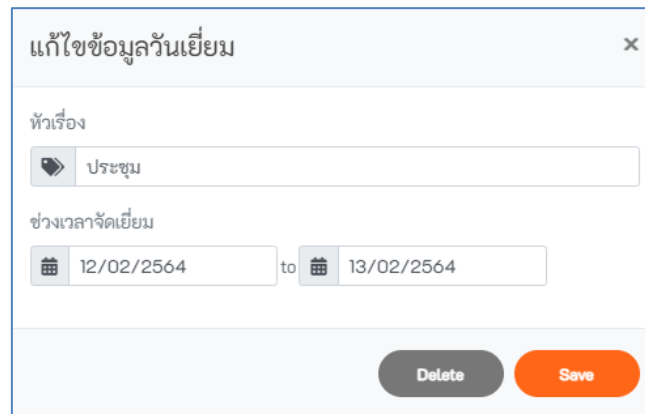 แก้ไขข้อมูลวันเยี่ยม ×
หัวเรื่อง
ประชุม
ช่วงเวลาจัดเยี่ยม
12/02/2564 to 13/02/2564
Delete Save